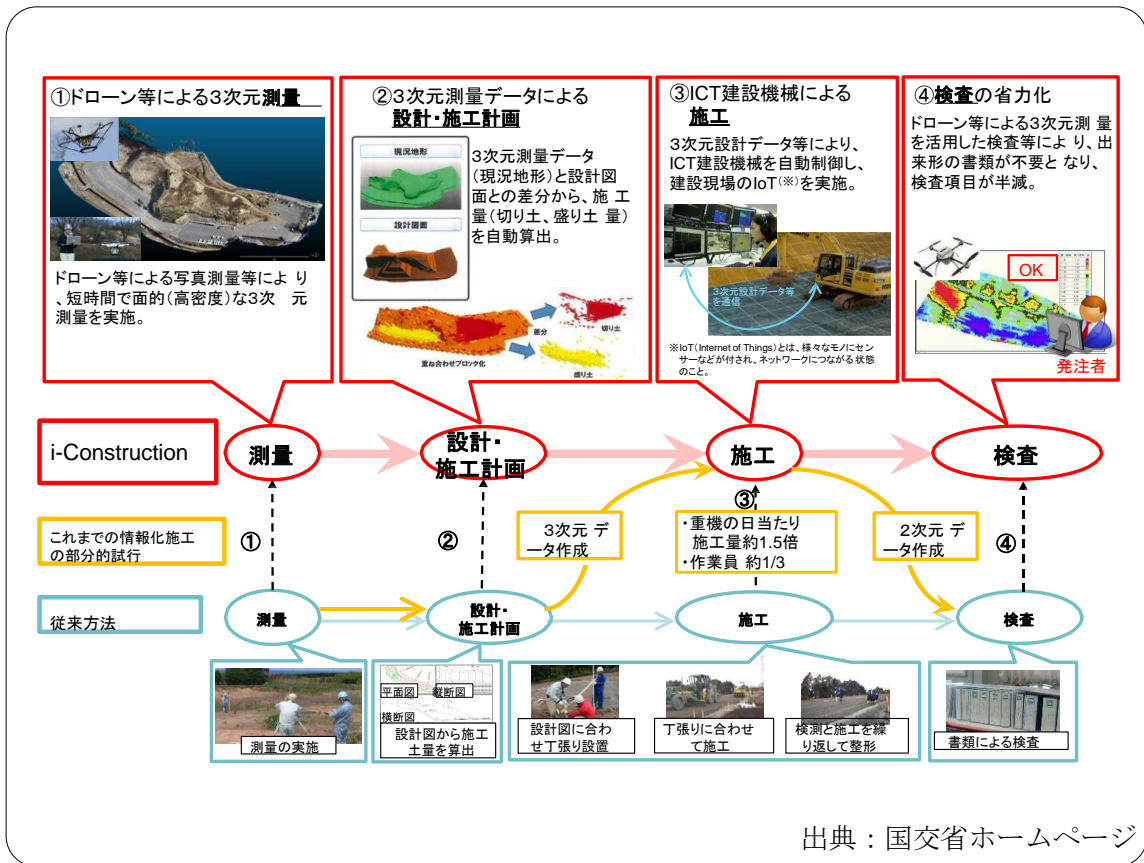 ①ドローン等による3次元測量
ドローン等による写真測量等によ り
、短時間で面的(高密度)な3次 元
測量を実施。
②3次元測量データによる
設計・施工計画
現況地形
設計図面
3次元測量データ
(現況地形)と設計図
面との差分から、施 工
量(切り土、盛り土 量)
を自動算出。
差分
切り土
重ね合わせブロック化
盛り土
③ICT建設機械による
施工
3次元設計データ等により、
ICT建設機械を自動制御し、
建設現場のIoT(※)を実施。
3次元設計データ等
を通信
※IoT(Internet of Things)とは、様々なモノにセン
サーなどが付され、ネットワークにつながる 状態
のこと。
④検査の省力化
ドローン等による3次元測 量
を活用した検査等によ り、出
来形の書類が不要と なり、
検査項目が半減。
OK
発注者
i-Construction
測量
設計・
施工計画
施工
検査
これまでの情報化施工
の部分的試行
①
②
3次元 デ
ータ作成
③
・重機の日当たり
施工量約1.5倍
・作業員 約1/3
2次元 デ
ータ作成
④
従来方法
測量
設計・
施工計画
施工
検査
測量の実施
平面図
縦断図
横断図
設計図から施工
土量を算出
設計図に合わ
せ丁張り設置
丁張りに合わせ
て施工
検測と施工を繰
り返して整形
書類による検査
出典：国交省ホームページ